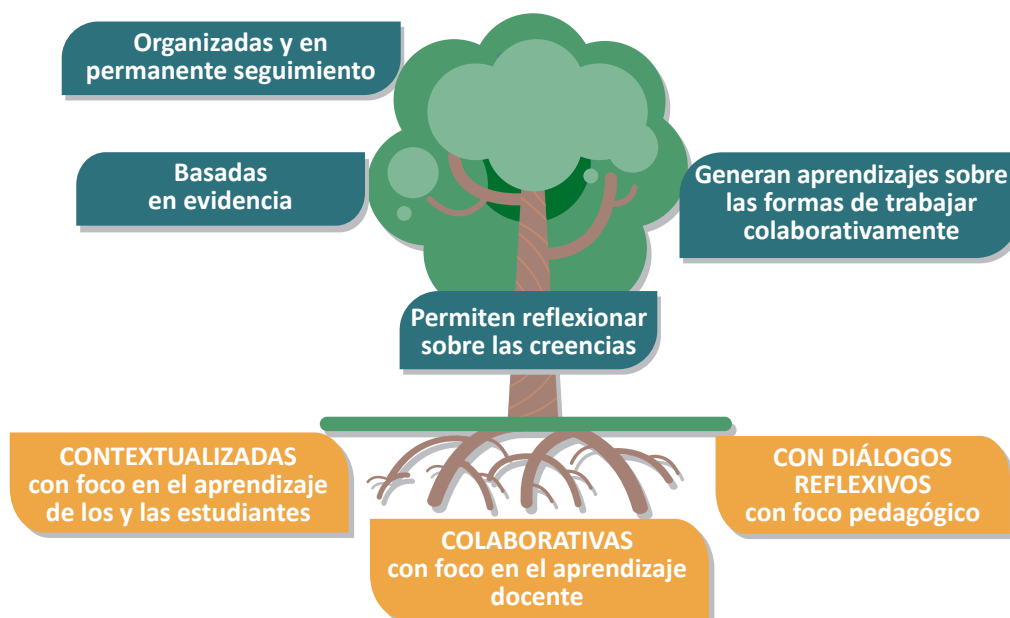 Organizadas y en
permanente seguimiento
Basadas
en evidencia
Generan aprendizajes sobre
las formas de trabajar
colaborativamente
Permiten reflexionar
sobre las creencias
CONTEXTUALIZADAS
con foco en el aprendizaje
de los y las estudiantes
COLABORATIVAS
con foco en el aprendizaje
docente
CON DIÁLOGOS
REFLEXIVOS
con foco pedagógico